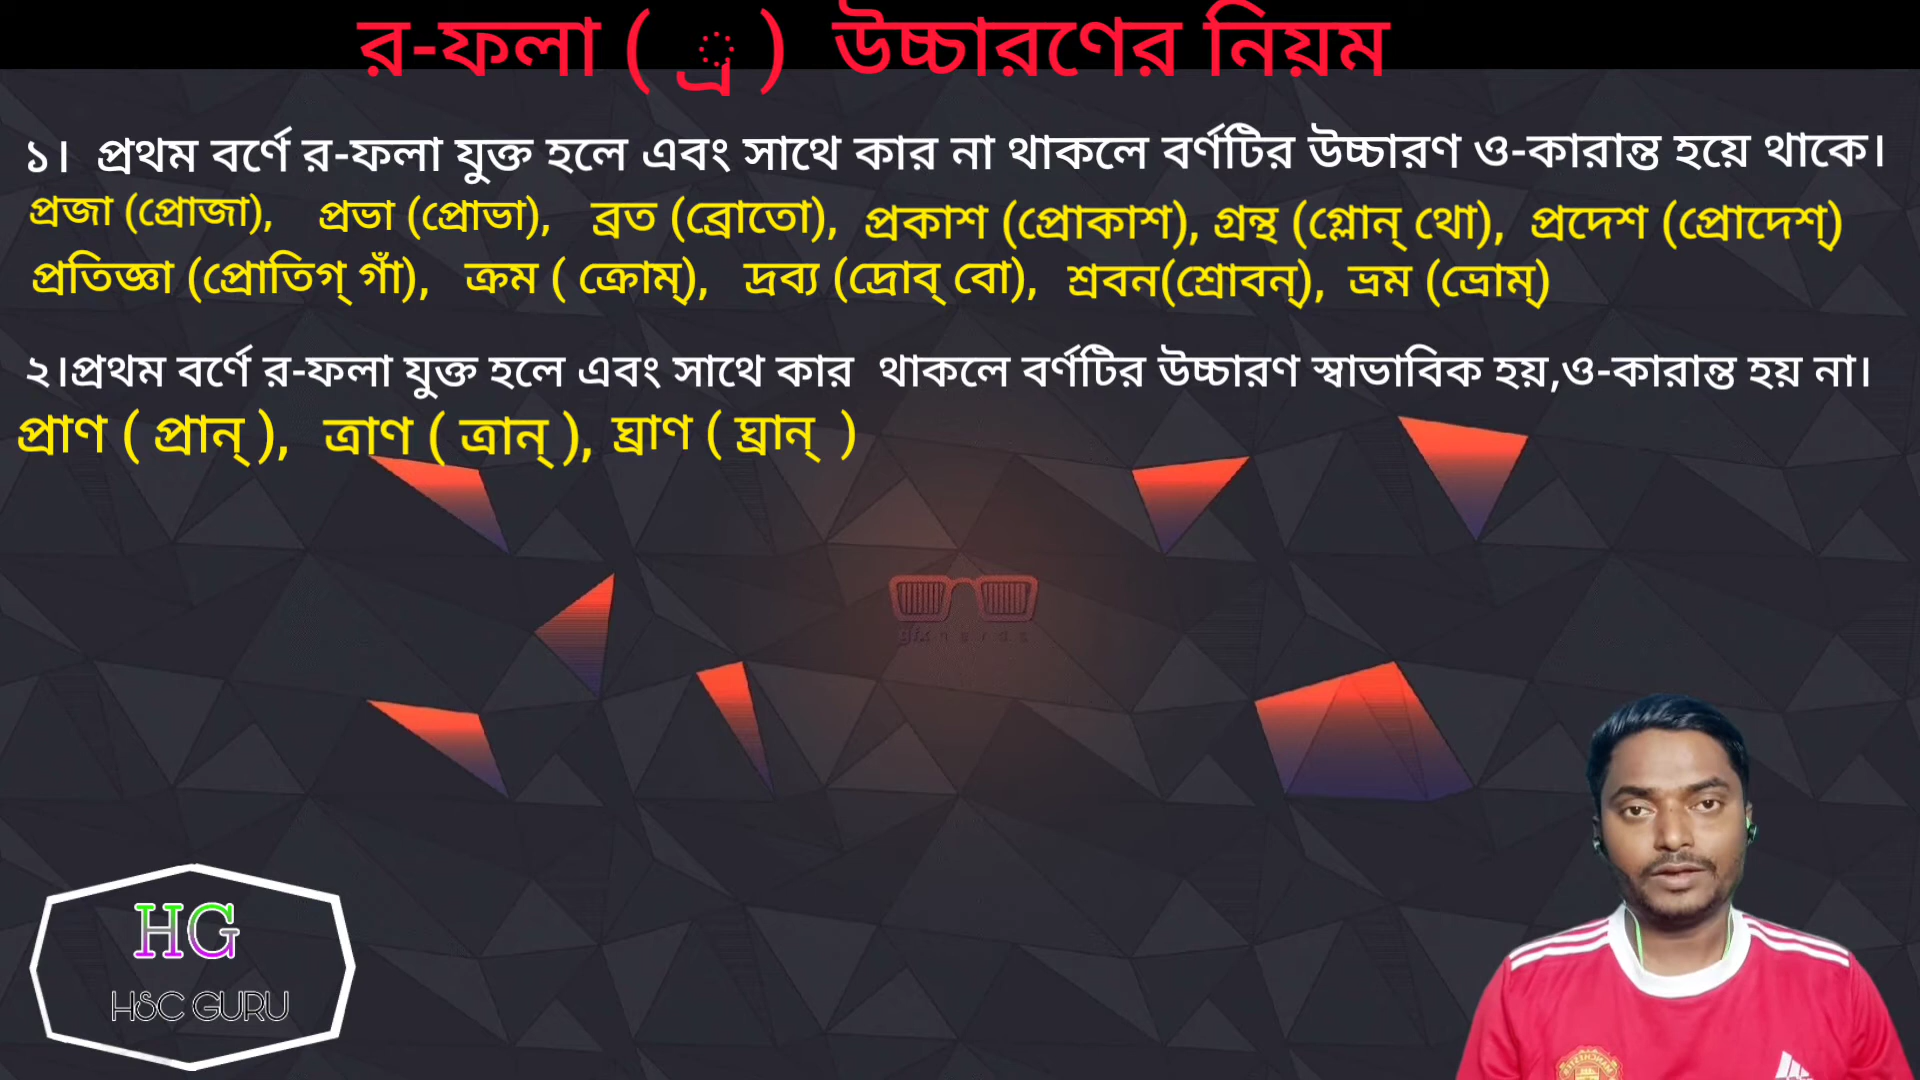 র-ফলা ( ্র ) উচ্চারণের নিয়ম
১। প্রথম বর্ণে র-ফলা যুক্ত হলে এবং সাথে কার না থাকলে বর্ণটির উচ্চারণ ও-কারান্ত হয়ে থাকে।
প্রজা (প্রোজা), প্রভা (প্রোভা), ব্রত (ব্রোতো), প্রকাশ (প্রোকাশ), গ্রন্থ (গ্লোন্ থো), প্রদেশ (প্রোদেশ্)
প্রতিজ্ঞা (প্রোতিগ্ গাঁ), ক্রম ( ক্রোম্), দ্রব্য (দ্রোব্ বো), শ্রবন(শ্রোবন্), ভ্রম (ভ্রোম্)
২।প্রথম বর্ণে র-ফলা যুক্ত হলে এবং সাথে কার থাকলে বর্ণটির উচ্চারণ স্বাভাবিক হয়,ও-কারান্ত হয় না।
প্রাণ ( প্রান্ ), ত্রাণ ( ত্রান্ ), ঘ্রাণ ( ঘ্রান্ )
HG
HSC GURU